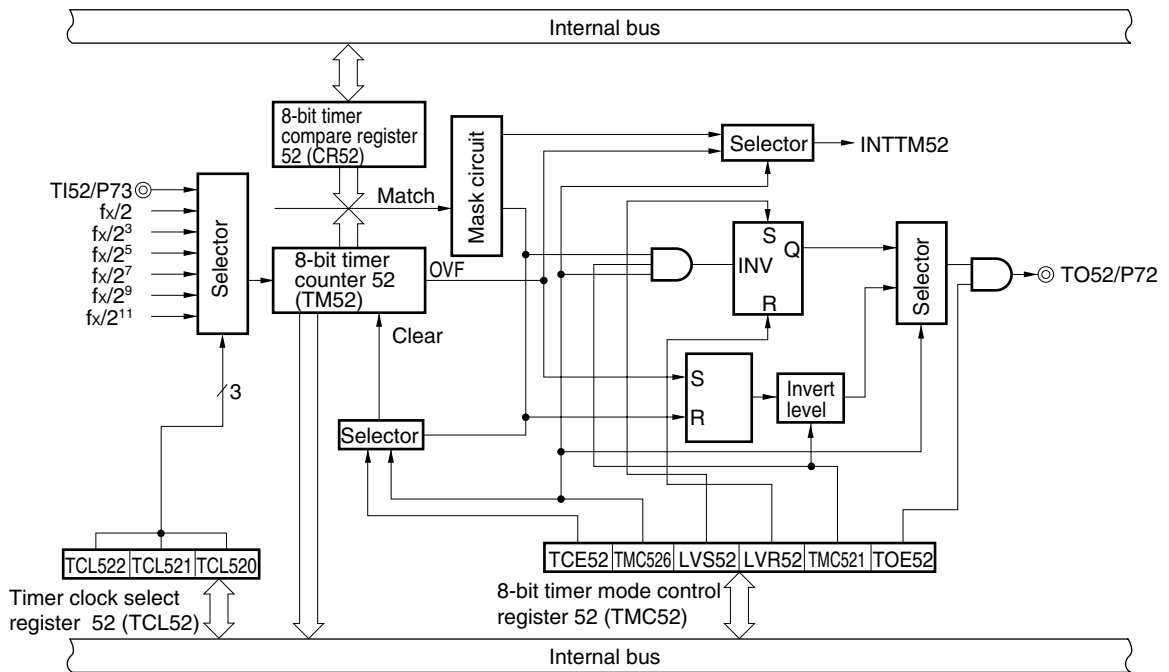 Internal bus
8-bit timer
compare register
52 (CR52)
Mask circuit
Selector
INTTM52
TI52/P73
fx/2
fx/2³
fx/2⁵
fx/2⁷
fx/2⁹
fx/2¹¹
Selector
Match
8-bit timer
counter 52
(TM52)
OVF
Clear
S
INV
Q
R
Selector
TO52/P72
3
S
R
Invert
level
Selector
TCL522 TCL521 TCL520
Timer clock select
register 52 (TCL52)
TCE52 TMC526 LVS52 LVR52 TMC521 TOE52
8-bit timer mode control
register 52 (TMC52)
Internal bus